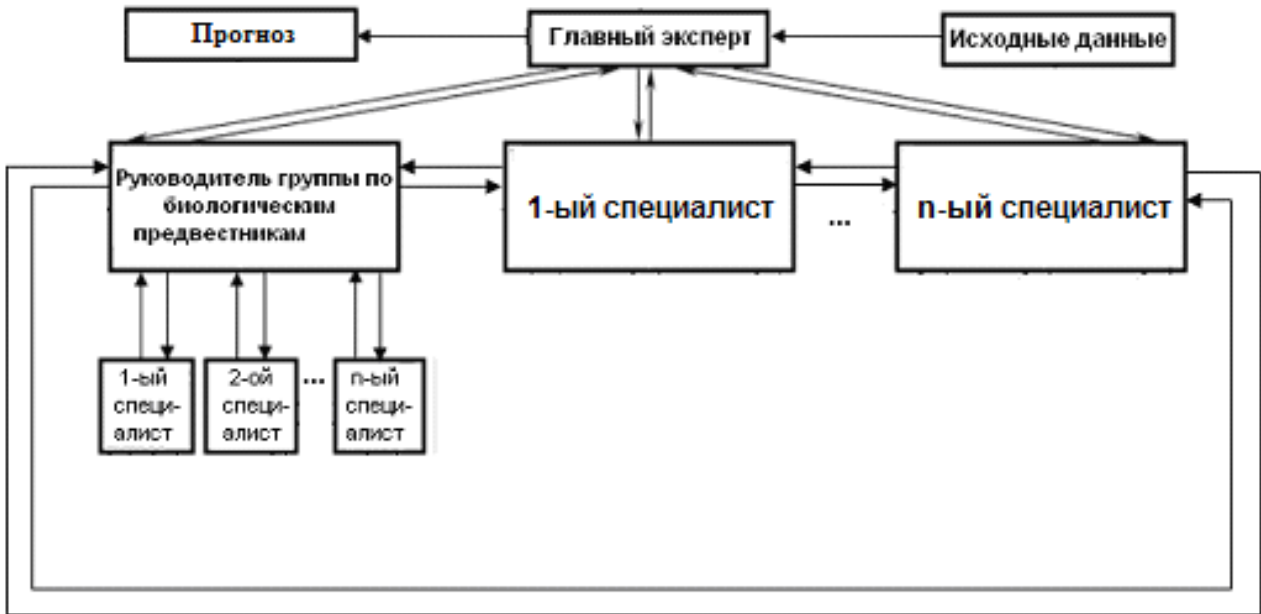 Прогноз
Главный эксперт
Исходные данные
Руководитель группы по
биологическим
предвестникам
1-ый специалист
...
n-ый специалист
1-ый
специ-
алист
2-ой
специ-
алист
...
n-ый
специ-
алист